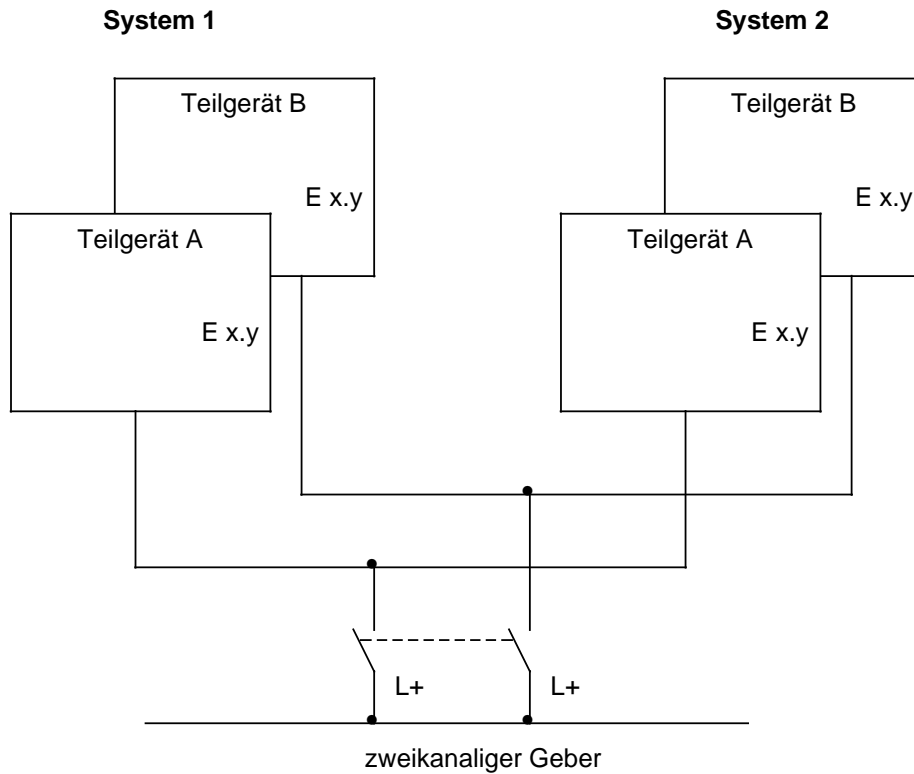 System 1
System 2
Teilgerät B
Teilgerät B
E x.y
E x.y
Teilgerät A
Teilgerät A
E x.y
E x.y
L+
L+
zweikanaliger Geber